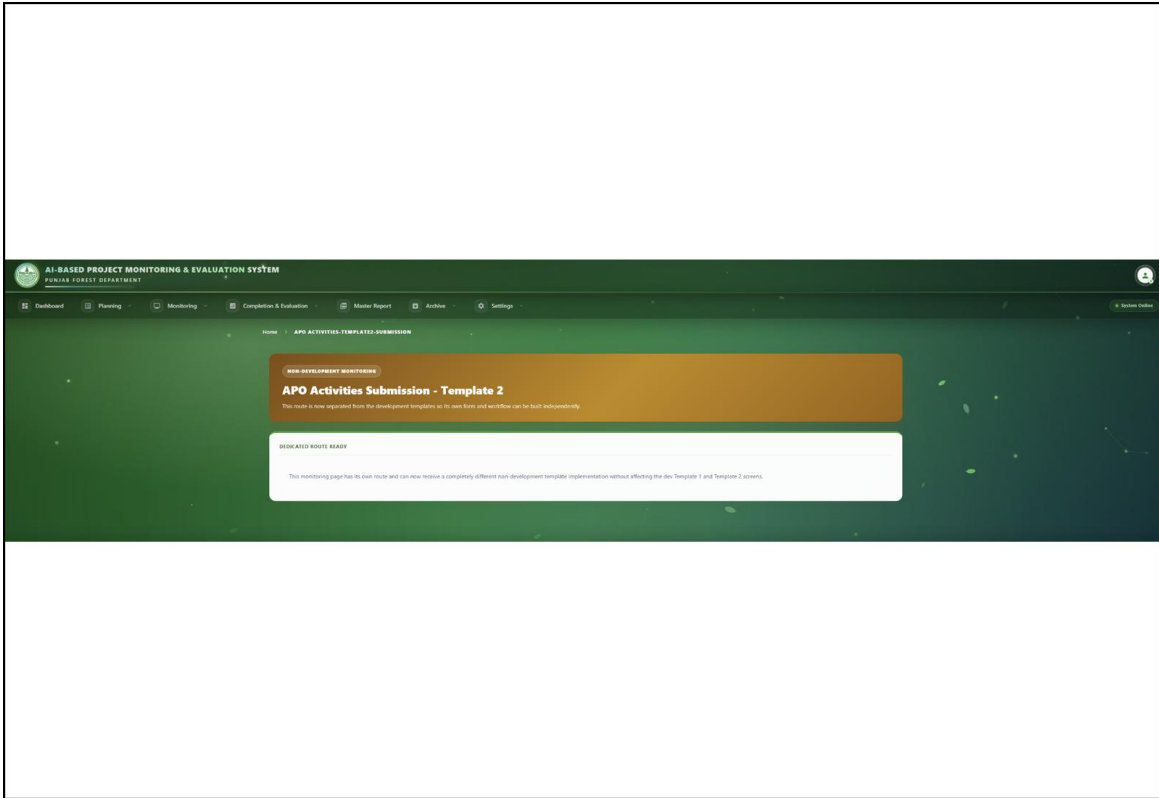 AI-BASED PROJECT MONITORING & EVALUATION SYSTEM
PUNJAB FOREST DEPARTMENT
Dashboard Planning Monitoring Completion & Evaluation Master Report Archive Settings System Online
Home › APO ACTIVITIES-TEMPLATE2-SUBMISSION
NON-DEVELOPMENT MONITORING
APO Activities Submission - Template 2
This route is now separated from the development templates so its own form and workflow can be built independently.
DEDICATED ROUTE READY
This monitoring page has its own route and can now receive a completely different non-development template implementation without affecting the dev Template 1 and Template 2 screens.